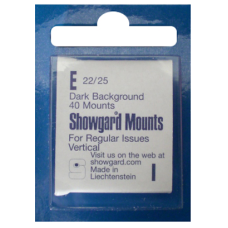 E 22/25
Dark Background
40 Mounts
Showgard® Mounts
For Regular Issues
Vertical
Visit us on the web at
showgard.com
Made in
Liechtenstein
I